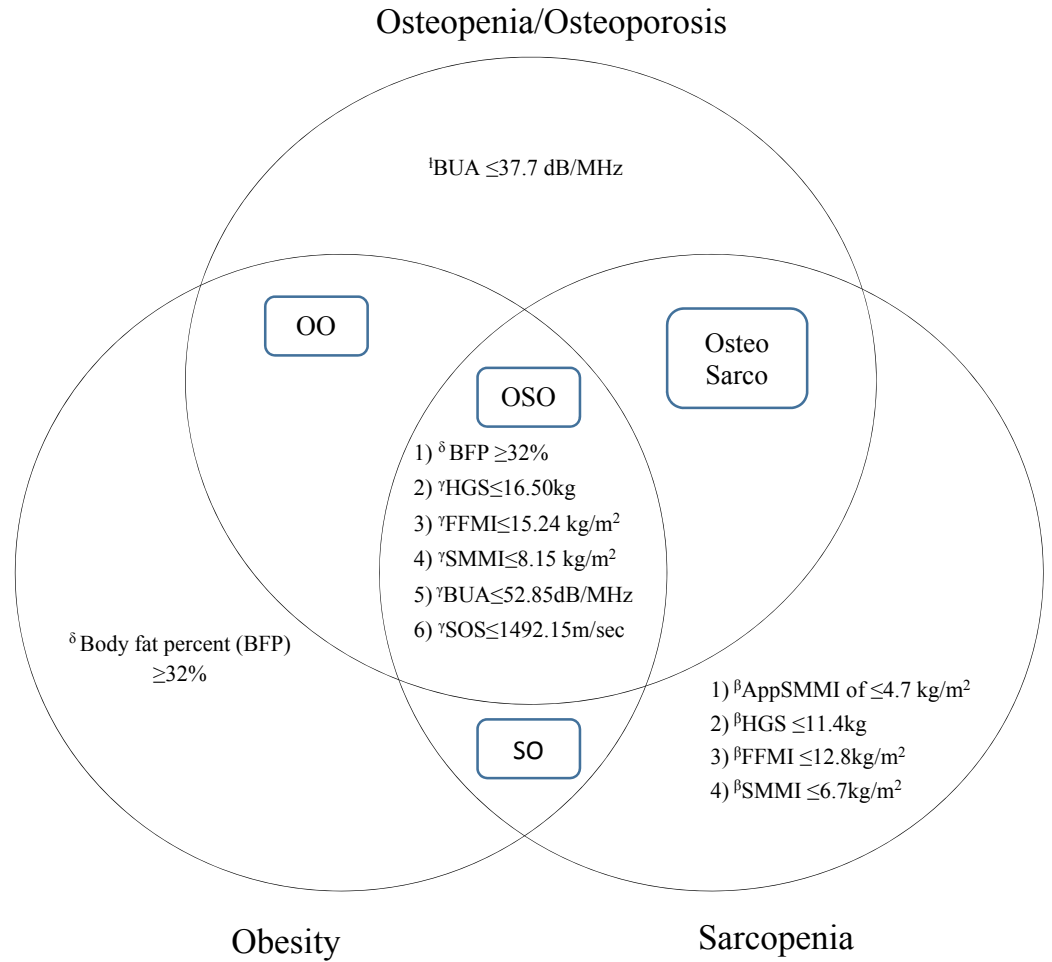 Osteopenia/Osteoporosis
ƗBUA ≤37.7 dB/MHz
OO
Osteo
Sarco
OSO
1) δ BFP ≥32%
2) γHGS≤16.50kg
3) γFFMI≤15.24 kg/m²
4) γSMMI≤8.15 kg/m²
5) γBUA≤52.85dB/MHz
6) γSOS≤1492.15m/sec
δ Body fat percent (BFP)
≥32%
1) βAppSMMI of ≤4.7 kg/m²
2) βHGS ≤11.4kg
3) βFFMI ≤12.8kg/m²
4) βSMMI ≤6.7kg/m²
SO
Obesity
Sarcopenia